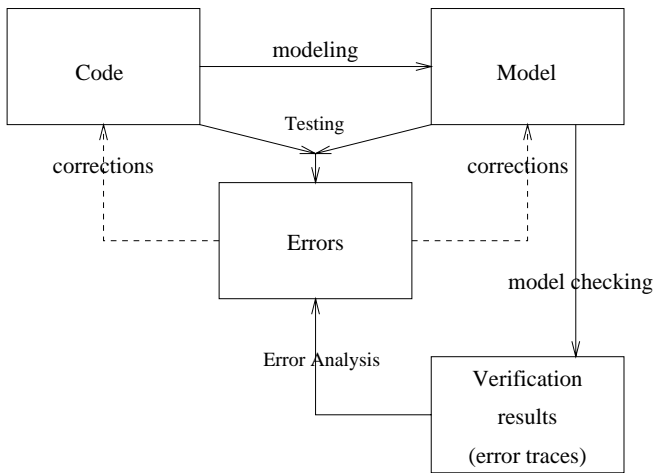 modeling
Code
Model
Testing
corrections
corrections
Errors
model checking
Error Analysis
Verification
results
(error traces)